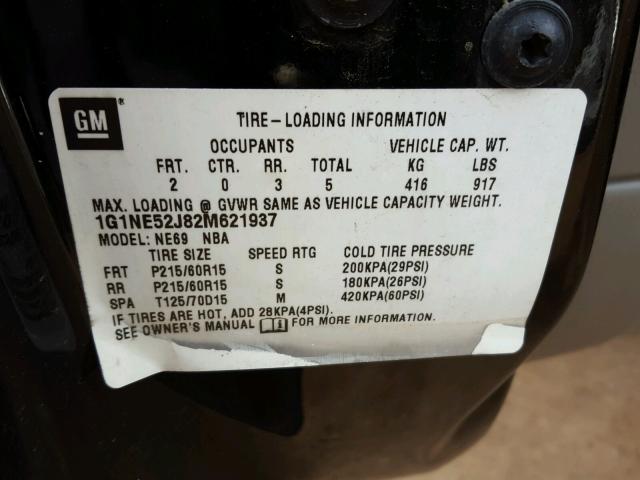 GM
TIRE-LOADING INFORMATION
OCCUPANTS VEHICLE CAP. WT.
FRT. CTR. RR. TOTAL KG LBS
2 0 3 5 416 917
MAX. LOADING @ GVWR SAME AS VEHICLE CAPACITY WEIGHT.
1G1NE52J82M621937
MODEL: NE69 NBA
TIRE SIZE SPEED RTG COLD TIRE PRESSURE
FRT P215/60R15 S 200KPA(29PSI)
RR P215/60R15 S 180KPA(26PSI)
SPA T125/70D15 M 420KPA(60PSI)
IF TIRES ARE HOT, ADD 28KPA(4PSI).
SEE OWNER'S MANUAL FOR MORE INFORMATION.